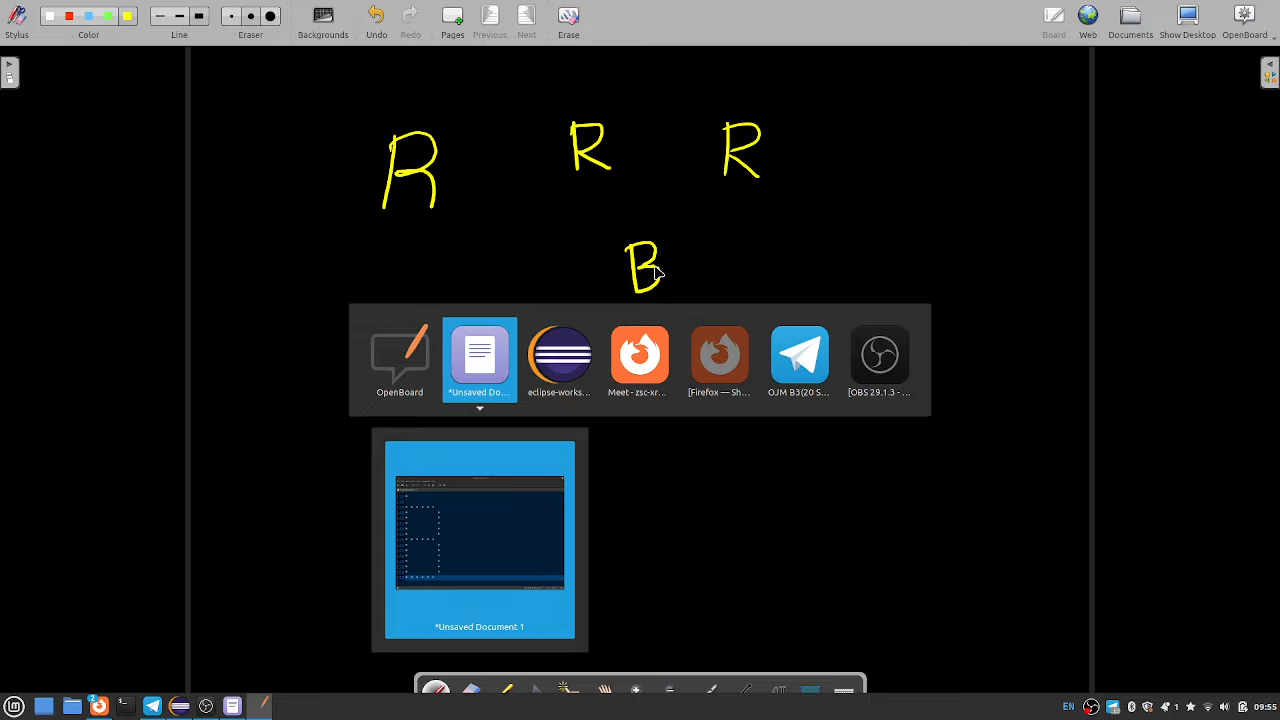 Stylus Color Line Eraser Backgrounds Undo Redo Pages Previous Next Erase Board Web Documents Show Desktop OpenBoard
R R R
B
OpenBoard *Unsaved Do... eclipse-works... Meet - zsc-xr... [Firefox — Sh... OJM B3(20 S... [OBS 29.1.3 - ...
*Unsaved Document 1
2 EN 1 09:55